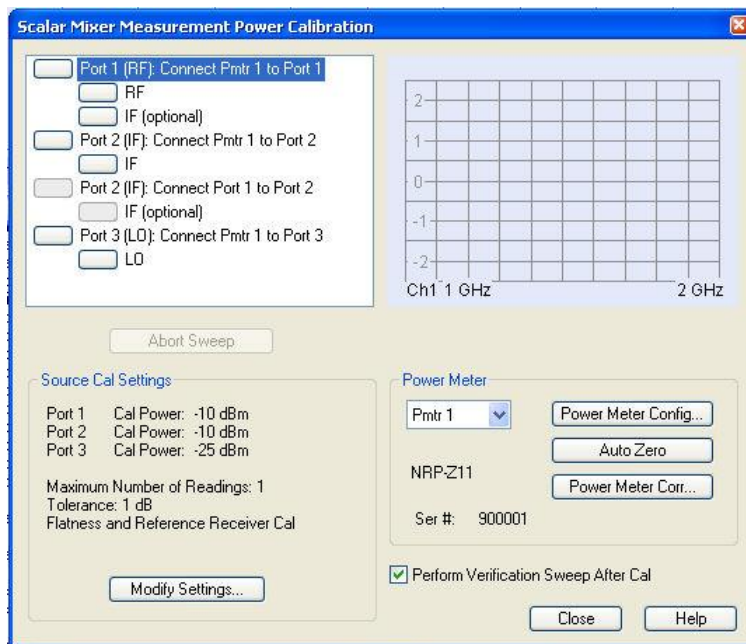 Scalar Mixer Measurement Power Calibration
Port 1 (RF): Connect Pmtr 1 to Port 1
RF
IF (optional)
Port 2 (IF): Connect Pmtr 1 to Port 2
IF
Port 2 (IF): Connect Port 1 to Port 2
IF (optional)
Port 3 (LO): Connect Pmtr 1 to Port 3
LO
2
1
0
-1
-2
Ch1 1 GHz 2 GHz
Abort Sweep
Source Cal Settings
Port 1 Cal Power: -10 dBm
Port 2 Cal Power: -10 dBm
Port 3 Cal Power: -25 dBm
Maximum Number of Readings: 1
Tolerance: 1 dB
Flatness and Reference Receiver Cal
Modify Settings...
Power Meter
Pmtr 1
Power Meter Config...
Auto Zero
NRP-Z11
Power Meter Corr...
Ser #: 900001
Perform Verification Sweep After Cal
Close
Help